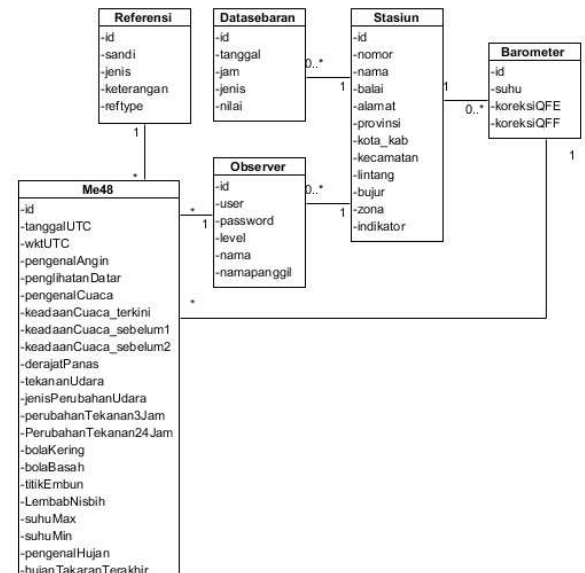 Referensi
-id
-sandi
-jenis
-keterangan
-reftype
1
*
Datasebaran
-id
-tanggal
-jam
-jenis
-nilai
0..*
1
Stasiun
-id
-nomor
-nama
-balai
-alamat
-provinsi
-kota_kab
-kecamatan
-lintang
-bujur
-zona
-indikator
1
0..*
Barometer
-id
-suhu
-koreksiQFE
-koreksiQFF
1
Observer
-id
-user
-password
-level
-nama
-namapanggil
0..*
1
*
1
*
Me48
-id
-tanggalUTC
-wktUTC
-pengenalAngin
-penglihatanDatar
-pengenalCuaca
-keadaanCuaca_terkini
-keadaanCuaca_sebelum1
-keadaanCuaca_sebelum2
-derajatPanas
-tekananUdara
-jenisPerubahanUdara
-perubahanTekanan3Jam
-PerubahanTekanan24Jam
-bolaKering
-bolaBasah
-titikEmbun
-LembabNisbih
-suhuMax
-suhuMin
-pengenalHujan
-hujanTakaranTerakhir